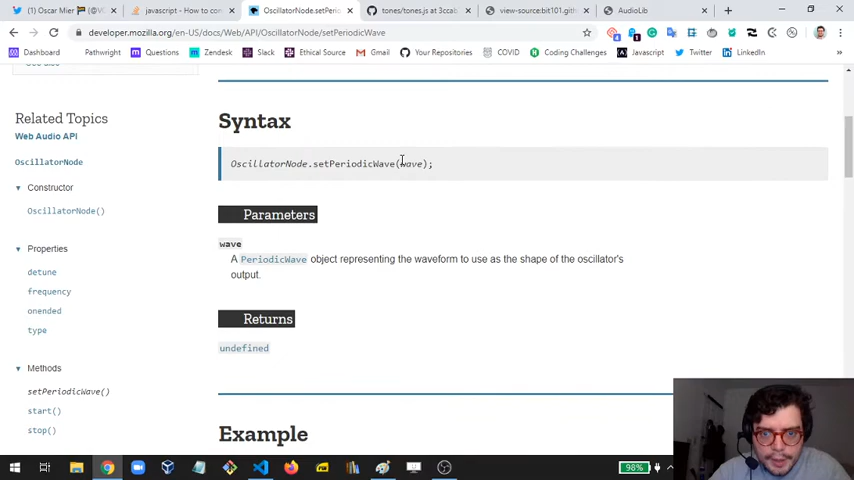 (1) Oscar Mier
javascript - How to con
OscillatorNode.setPerio
tones/tones.js at 3ccab
view-source:bit101.gith
AudioLib
developer.mozilla.org/en-US/docs/Web/API/OscillatorNode/setPeriodicWave
Dashboard Pathwright Questions Zendesk Slack Ethical Source Gmail COVID Coding Challenges Javascript Twitter LinkedIn
Related Topics
Web Audio API
OscillatorNode
Constructor
OscillatorNode()
Properties
detune
frequency
onended
type
Methods
setPeriodicWave()
start()
stop()
Syntax
OscillatorNode.setPeriodicWave(wave);
Parameters
wave
A PeriodicWave object representing the waveform to use as the shape of the oscillator's
output.
Returns
undefined
Example
98%